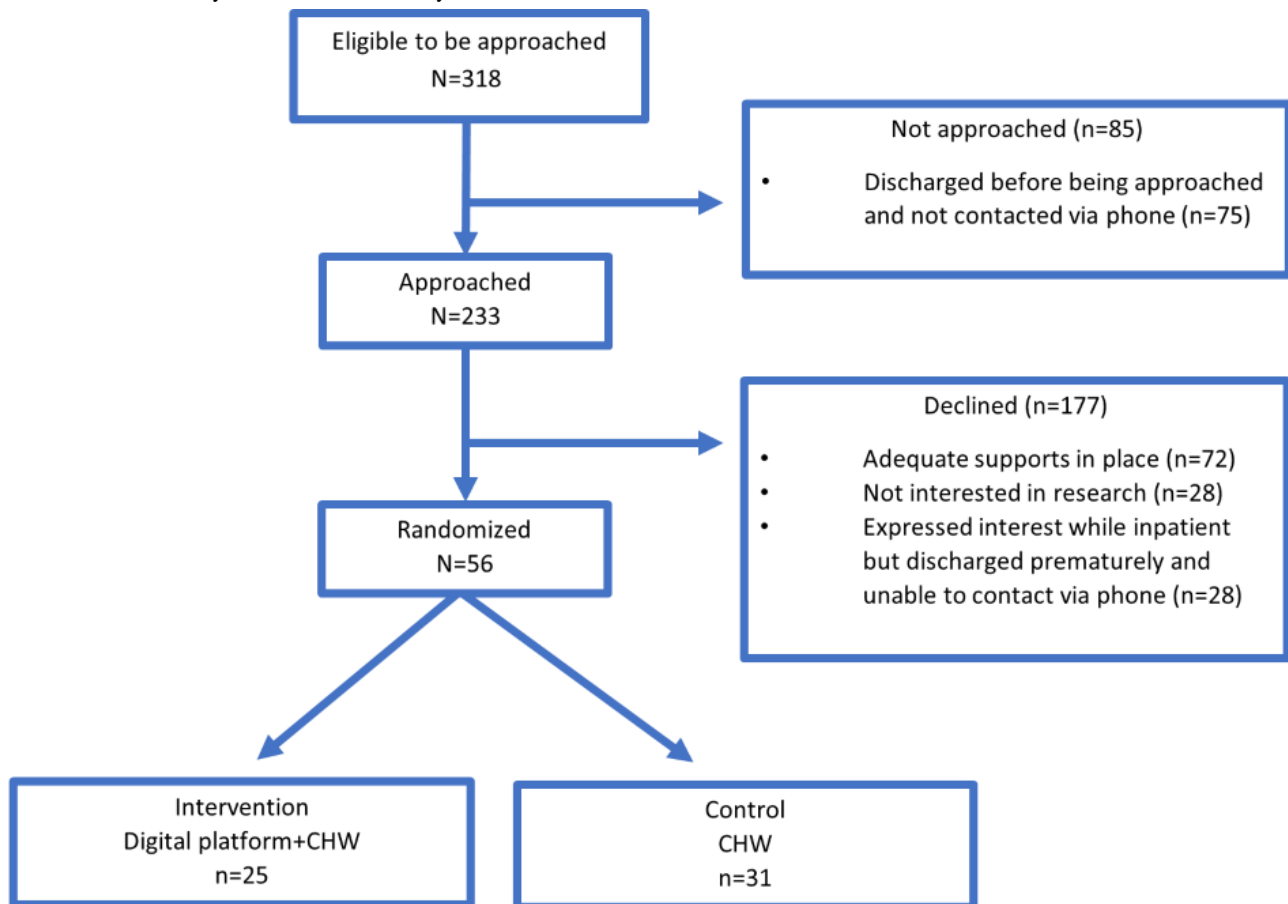 Eligible to be approached
N=318
Not approached (n=85)
• Discharged before being approached
and not contacted via phone (n=75)
Approached
N=233
Declined (n=177)
• Adequate supports in place (n=72)
• Not interested in research (n=28)
• Expressed interest while inpatient
but discharged prematurely and
unable to contact via phone (n=28)
Randomized
N=56
Intervention
Digital platform+CHW
n=25
Control
CHW
n=31